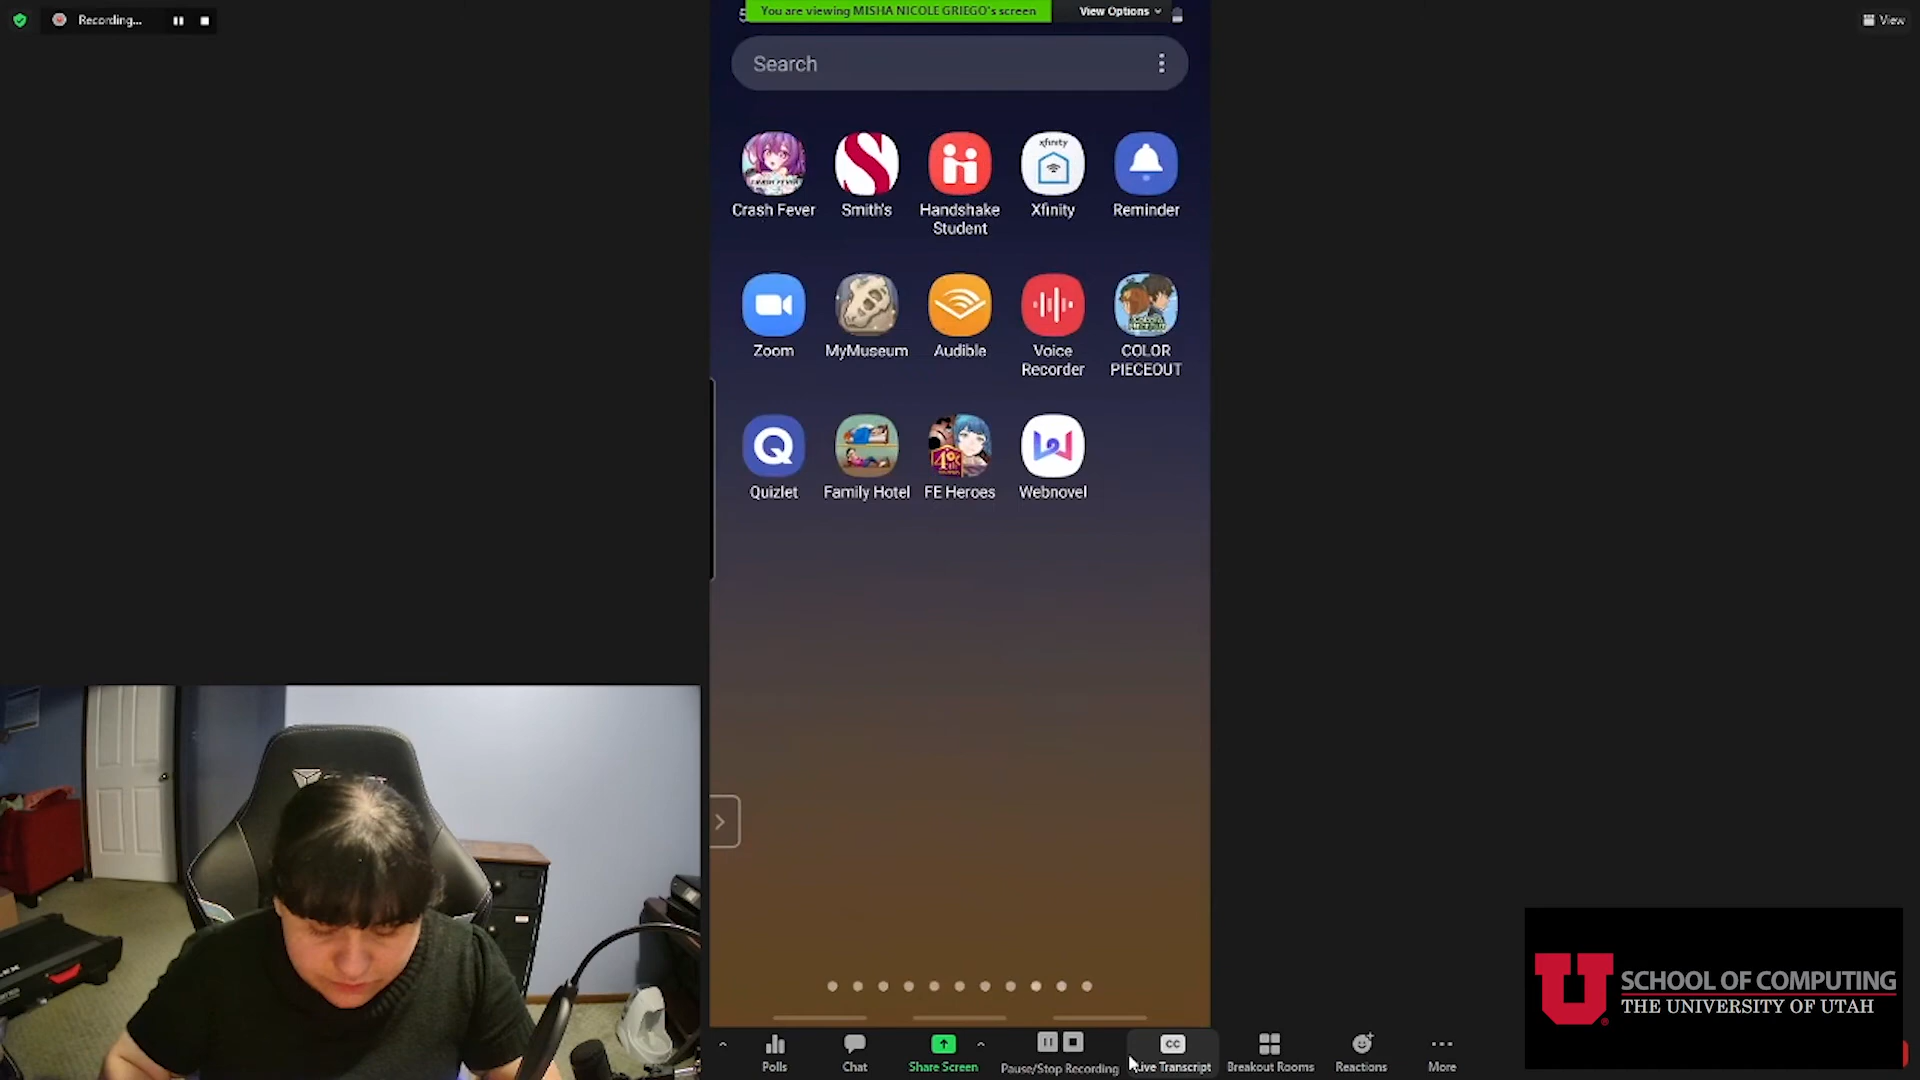 Recording...
You are viewing MISHA NICOLE GRIEGO's screen
View Options
View
Search
Crash Fever
Smith's
Handshake
Student
Xfinity
Reminder
Zoom
MyMuseum
Audible
Voice
Recorder
COLOR
PIECEOUT
Quizlet
Family Hotel
FE Heroes
Webnovel
U SCHOOL OF COMPUTING
THE UNIVERSITY OF UTAH
Polls
Chat
Share Screen
Pause/Stop Recording
CC
Live Transcript
Breakout Rooms
Reactions
More